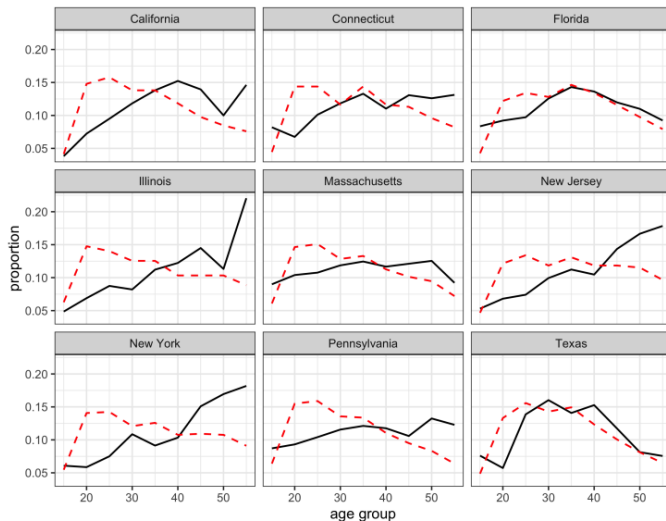 California Connecticut Florida
0.20
0.15
0.10
0.05
Illinois Massachusetts New Jersey
0.20
0.15
0.10
0.05
proportion
New York Pennsylvania Texas
0.20
0.15
0.10
0.05
20 30 40 50 20 30 40 50 20 30 40 50
age group